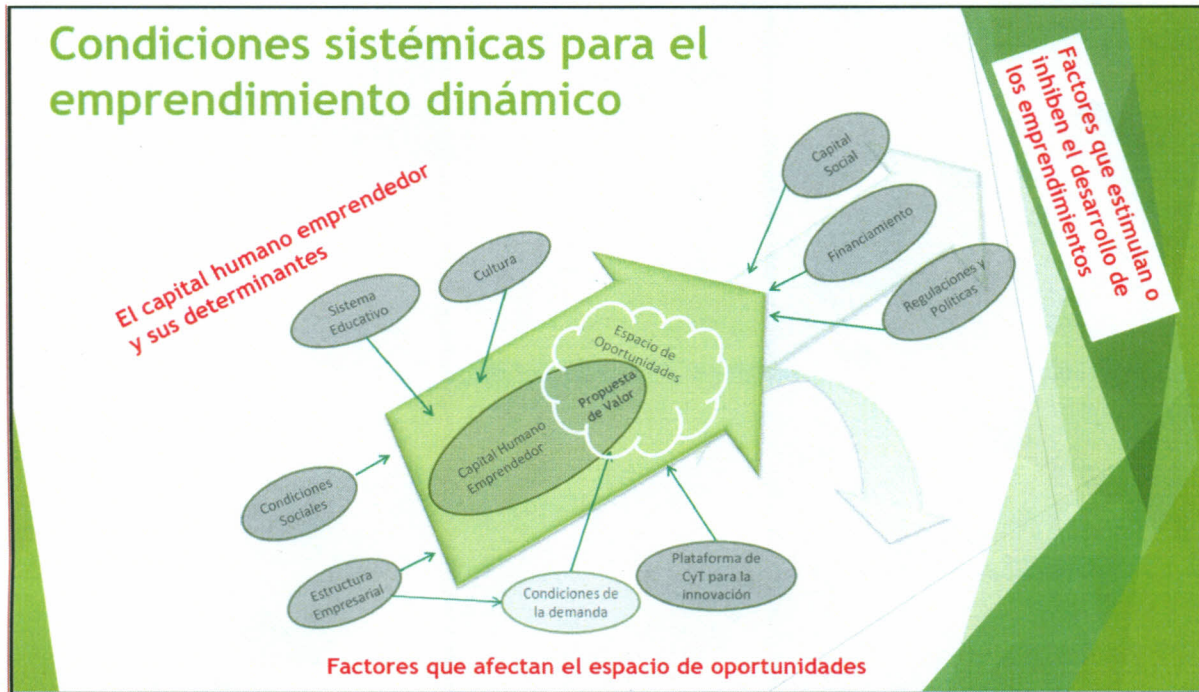 Condiciones sistémicas para el
emprendimiento dinámico
Factores que estimulan o
inhiben el desarrollo de
los emprendimientos
El capital humano emprendedor
y sus determinantes
Capital
Social
Financiamiento
Regulaciones y
Políticas
Cultura
Sistema
Educativo
Espacio de
Oportunidades
Propuesta
de Valor
Capital Humano
Emprendedor
Condiciones
Sociales
Estructura
Empresarial
Condiciones de
la demanda
Plataforma de
CyT para la
innovación
Factores que afectan el espacio de oportunidades